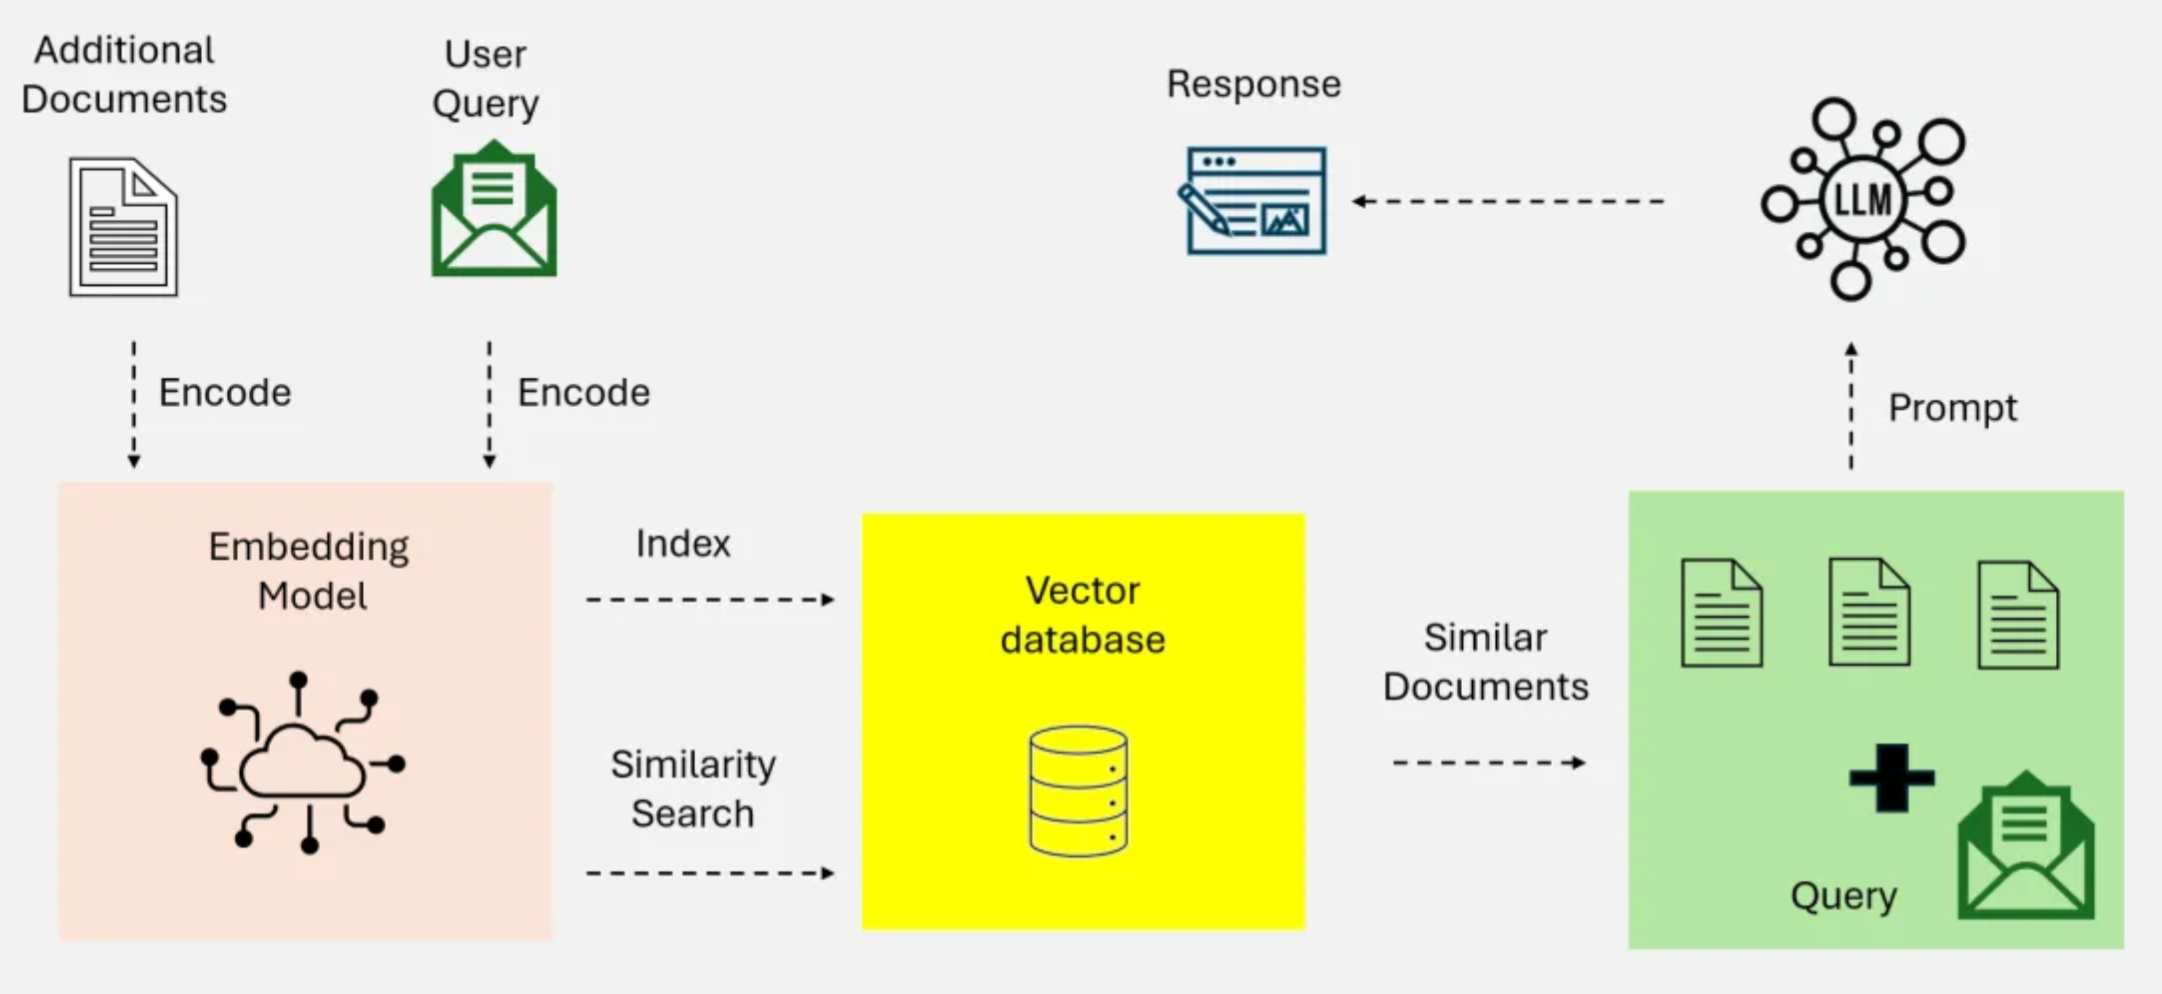 Additional
Documents
User
Query
Response
LLM
Encode
Encode
Prompt
Embedding
Model
Index
Vector
database
Similarity
Search
Similar
Documents
Query